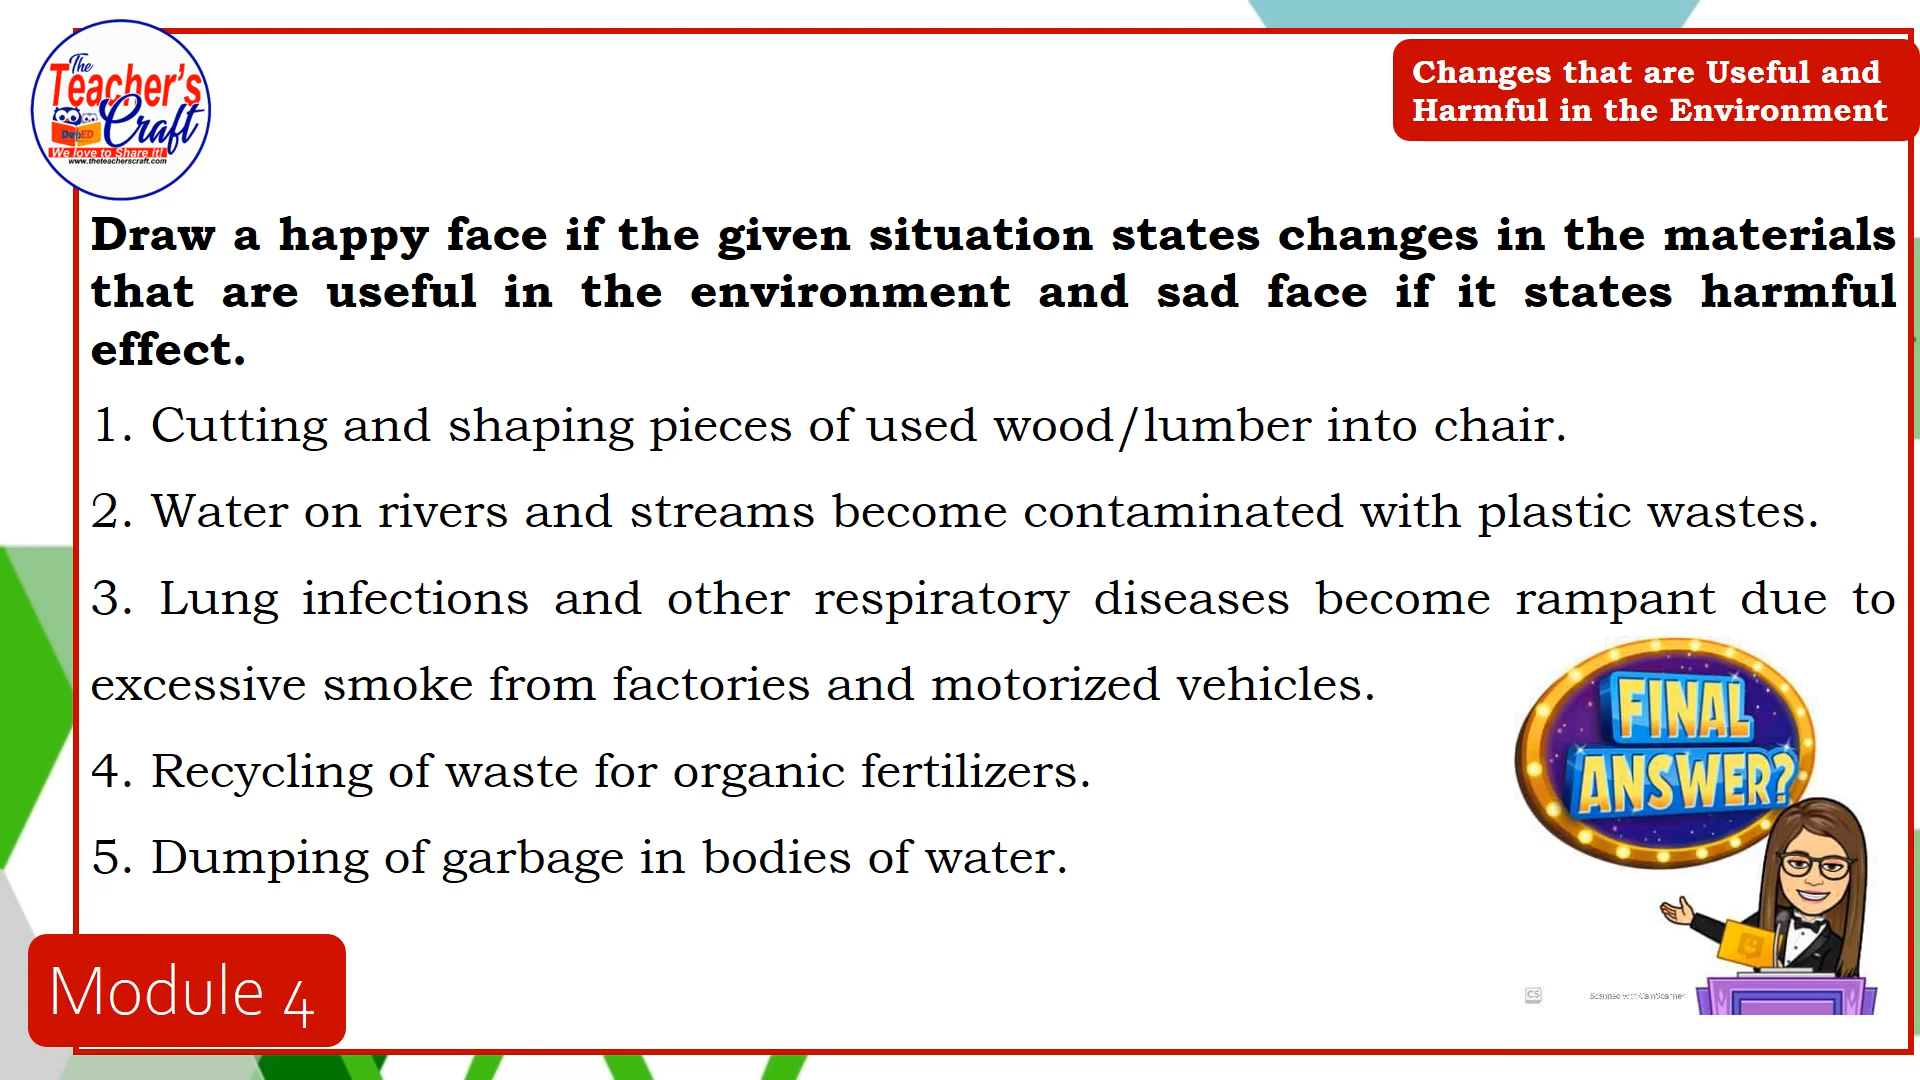 The
Teacher's
Craft
DepED
We love to Share it!
www.theteacherscraft.com
Changes that are Useful and
Harmful in the Environment
Draw a happy face if the given situation states changes in the materials
that are useful in the environment and sad face if it states harmful
effect.
1. Cutting and shaping pieces of used wood/lumber into chair.
2. Water on rivers and streams become contaminated with plastic wastes.
3. Lung infections and other respiratory diseases become rampant due to
excessive smoke from factories and motorized vehicles.
4. Recycling of waste for organic fertilizers.
5. Dumping of garbage in bodies of water.
FINAL
ANSWER?
Module 4
CS
Scanned with CamScanner